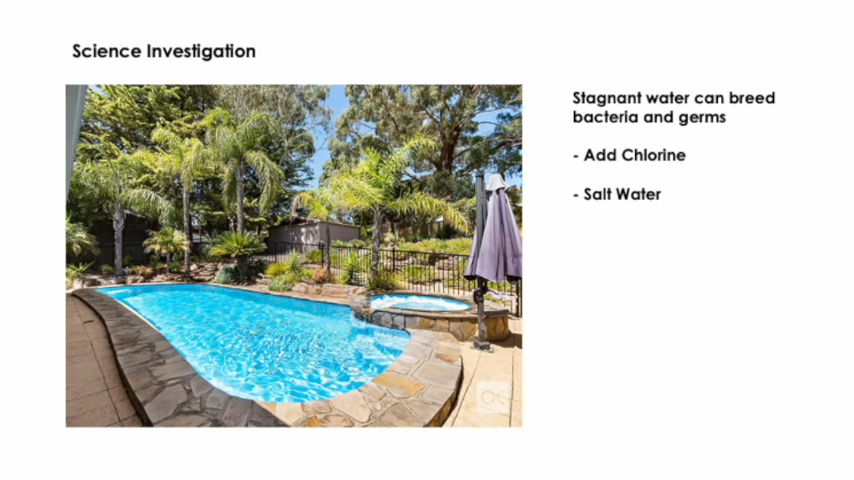 Science Investigation
Stagnant water can breed
bacteria and germs
- Add Chlorine
- Salt Water